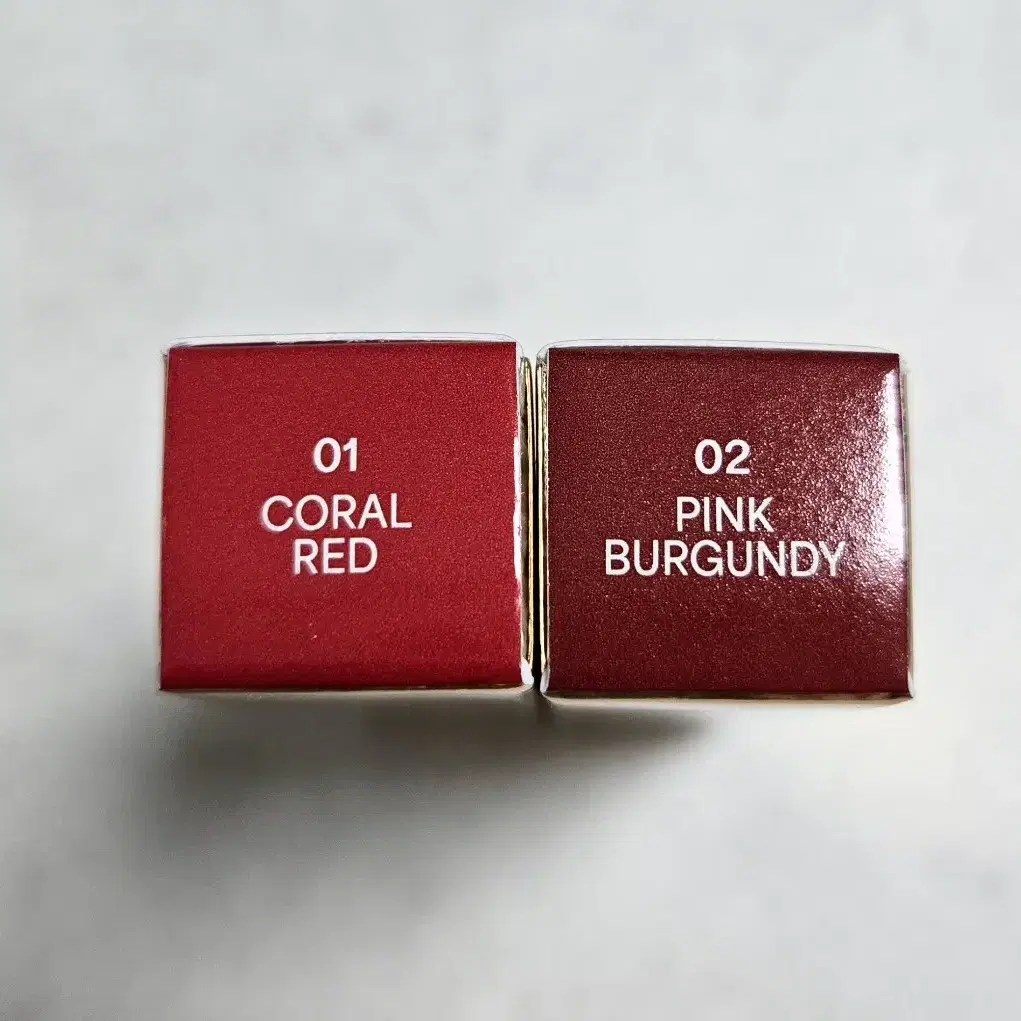 01
CORAL
RED
02
PINK
BURGUNDY